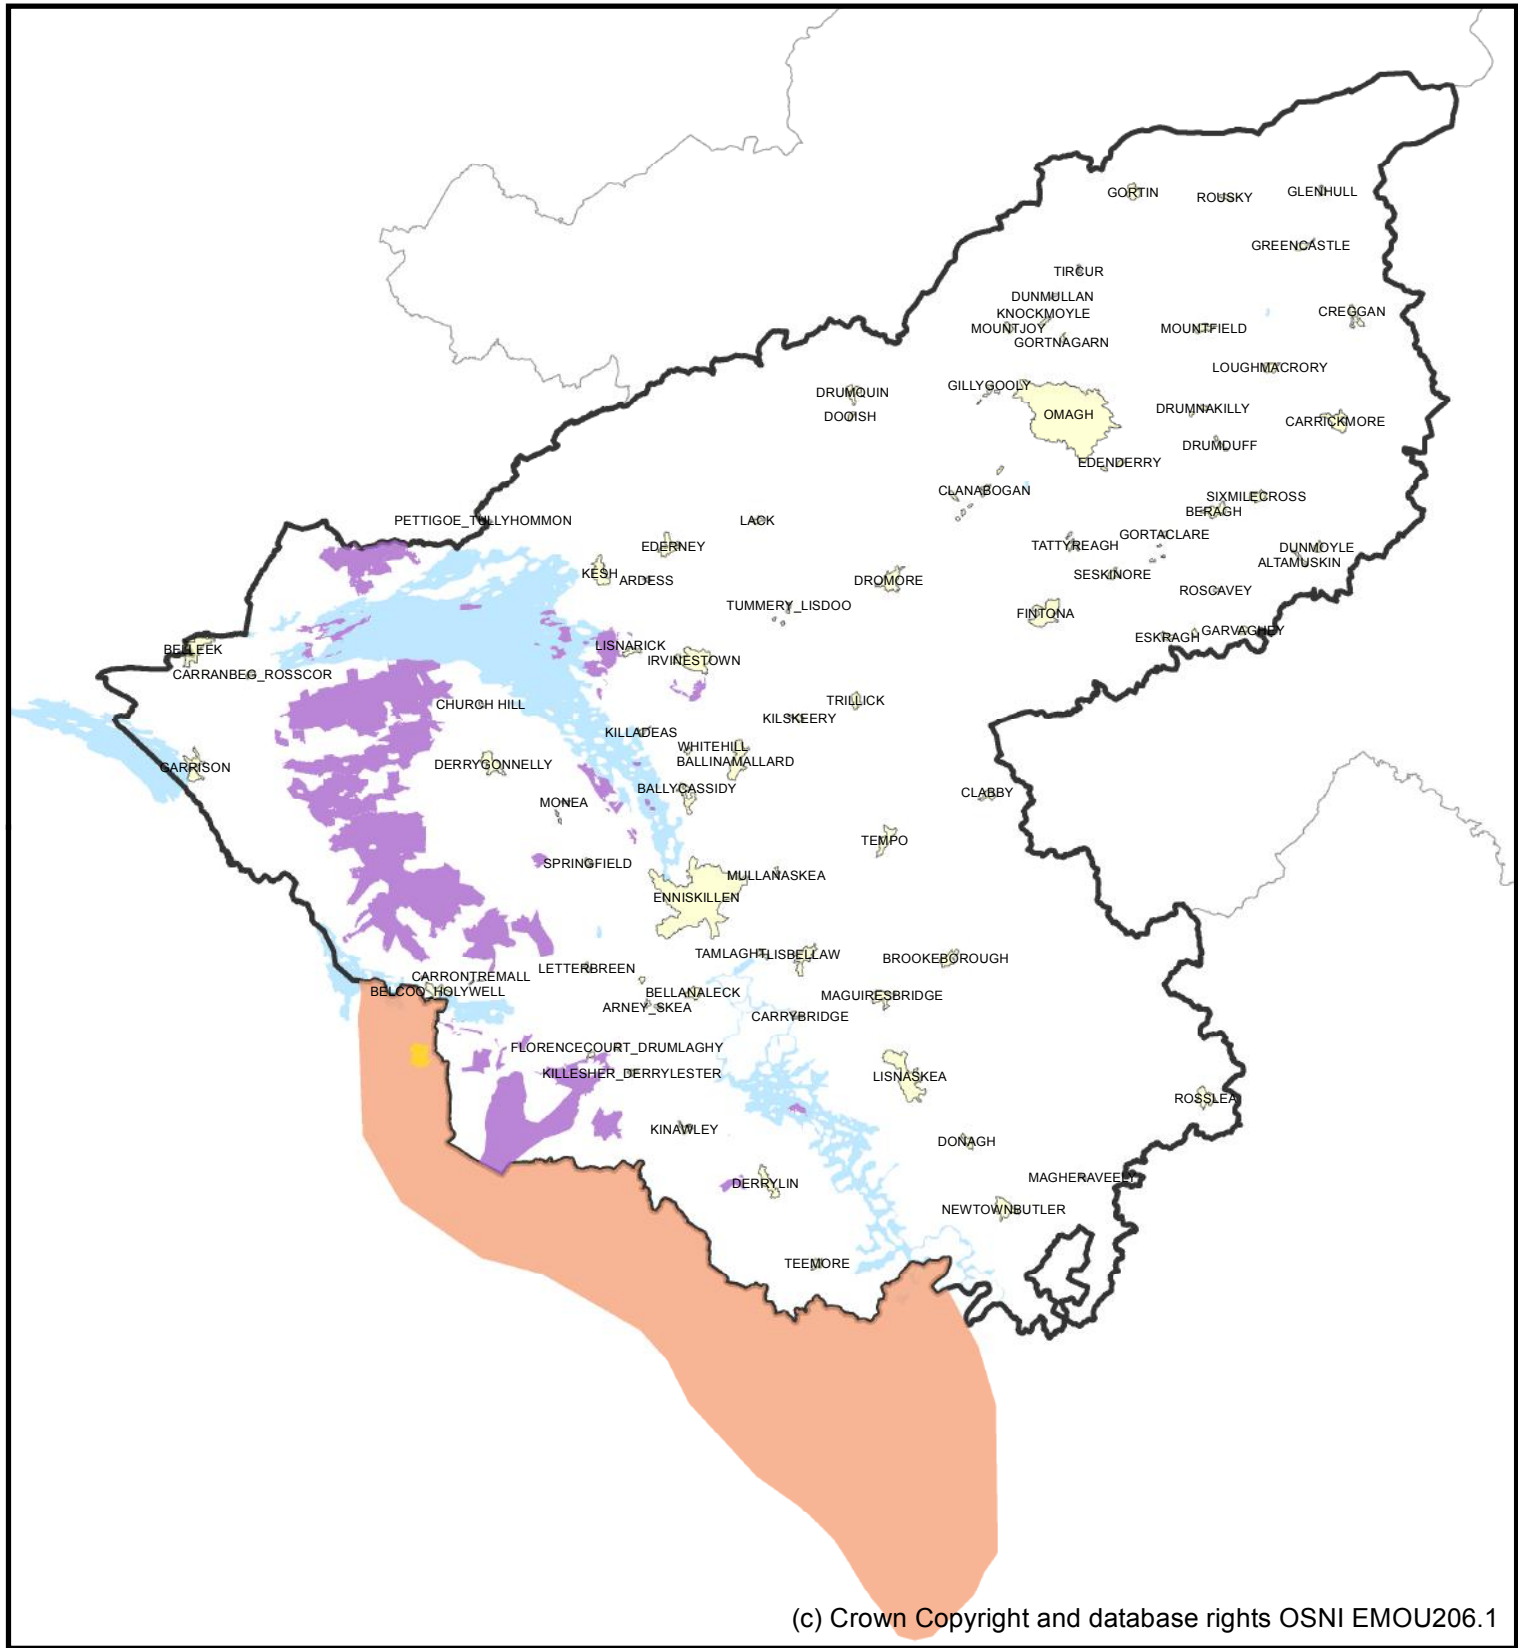 GORTIN
ROUSKY
GLENHULL
GREENCASTLE
TIRCUR
DUNMULLAN
KNOCKMOYLE
MOUNTJOY
GORTNAGARN
MOUNTFIELD
CREGGAN
LOUGHMACRORY
DRUMQUIN
DOOISH
GILLYGOOLY
OMAGH
DRUMNAKILLY
CARRICKMORE
DRUMDUFF
EDENDERRY
CLANABOGAN
SIXMILECROSS
BERAGH
PETTIGOE_TULLYHOMMON
LACK
EDERNEY
TATTYREAGH
GORTACLARE
DUNMOYLE
ALTAMUSKIN
KESH
ARDESS
DROMORE
SESKINORE
ROSCAVEY
TUMMERY_LISDOO
FINTONA
ESKRAGH
GARVAGHEY
BELLEEK
LISNARICK
IRVINESTOWN
CARRANBEG_ROSSCOR
CHURCH HILL
TRILLICK
KILSKEERY
KILLADEAS
WHITEHILL
BALLINAMALLARD
GARRISON
DERRYGONNELLY
BALLYCASSIDY
MONEA
CLABBY
TEMPO
SPRINGFIELD
MULLANASKEA
ENNISKILLEN
TAMLAGHT
LISBELLAW
BROOKEBOROUGH
LETTERBREEN
CARRONTREMALL
BELCOO_HOLYWELL
BELLANALECK
ARNEY_SKEA
MAGUIRESBRIDGE
CARRYBRIDGE
FLORENCECOURT_DRUMLAGHY
KILLESHER_DERRYLESTER
LISNASKEA
ROSSLEA
KINAWLEY
DONAGH
DERRYLIN
MAGHERAVEELY
NEWTOWNBUTLER
TEEMORE
(c) Crown Copyright and database rights OSNI EMOU206.1